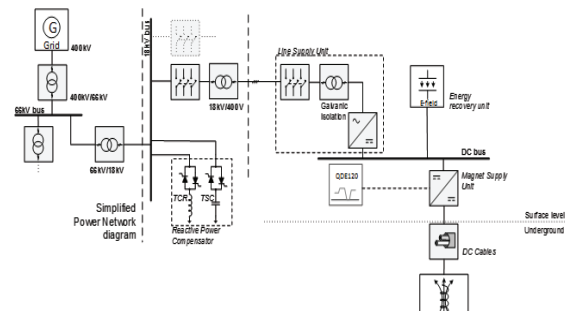 G
Grid
400kV
400kV/66kV
66kV bus
66kV/18kV
Simplified
Power Network
diagram
18kV bus
18kV/400V
TCR
TSC
Reactive Power
Compensator
Line Supply Unit
Galvanic
Isolation
E-field
Energy
recovery unit
DC bus
QDE120
Magnet Supply
Unit
Surface level
Underground
DC Cables